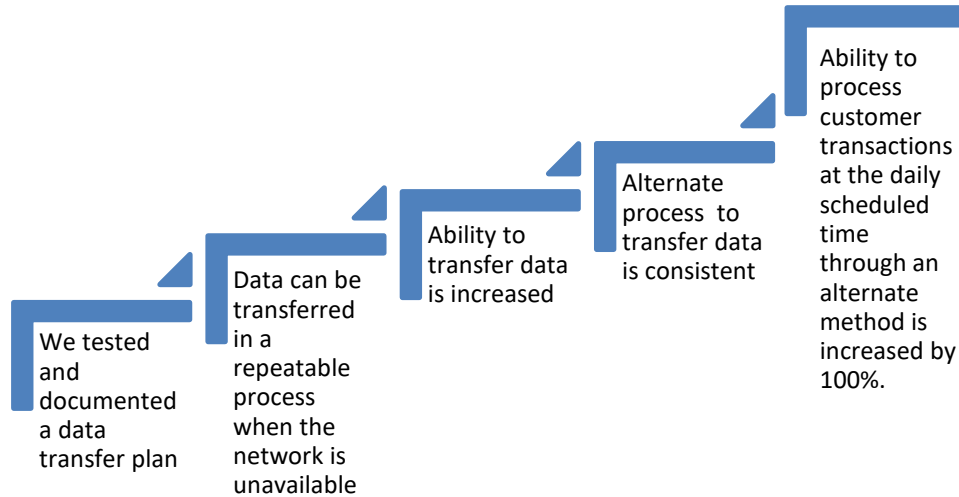 We tested
and
documented
a data
transfer plan
Data can be
transferred
in a
repeatable
process
when the
network is
unavailable
Ability to
transfer data
is increased
Alternate
process  to
transfer data
is consistent
Ability to
process
customer
transactions
at the daily
scheduled
time
through an
alternate
method is
increased by
100%.